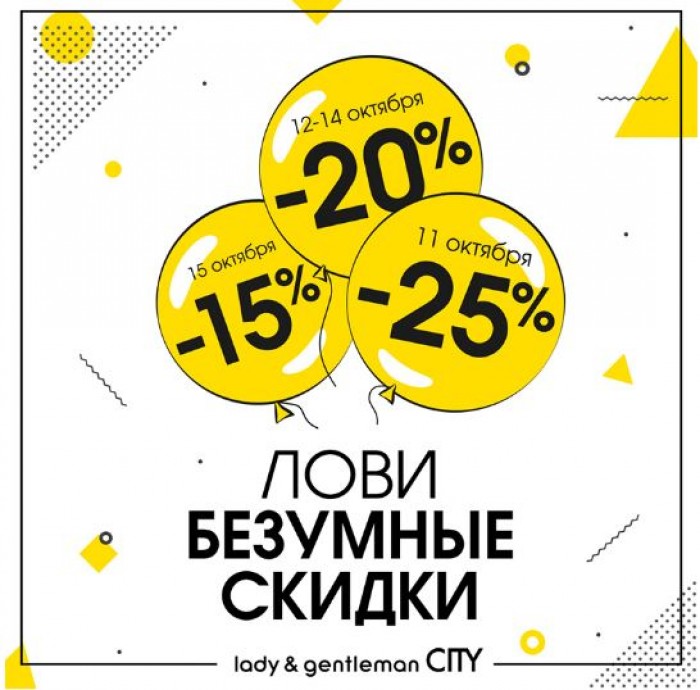 12-14 октября
-20%
15 октября
-15%
11 октября
-25%
ЛОВИ
БЕЗУМНЫЕ
СКИДКИ
lady & gentleman CITY